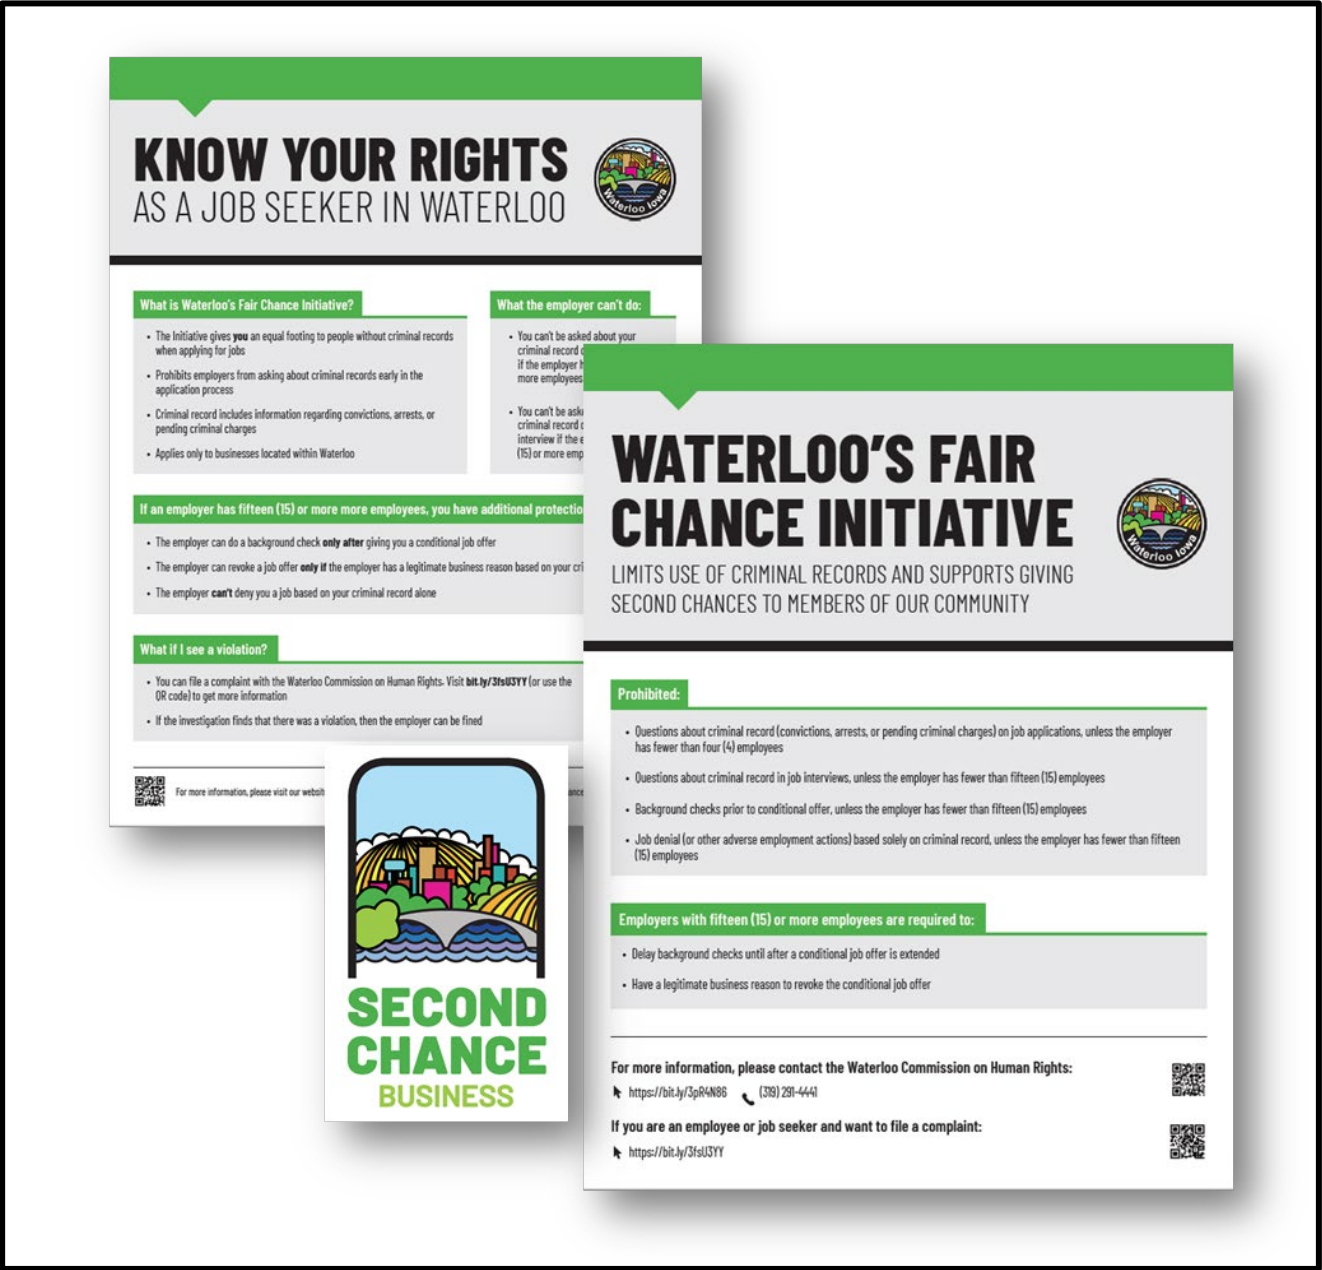 KNOW YOUR RIGHTS
AS A JOB SEEKER IN WATERLOO
Waterloo Iowa
What is Waterloo's Fair Chance Initiative?
• The Initiative gives you an equal footing to people without criminal records
when applying for jobs
• Prohibits employers from asking about criminal records early in the
application process
• Criminal record includes information regarding convictions, arrests, or
pending criminal charges
• Applies only to businesses located within Waterloo
What the employer can't do:
• You can't be asked about your
criminal record
if the employer
more employees
• You can't be
criminal record
interview if the
(15) or more
If an employer has fifteen (15) or more more employees, you have additional
• The employer can do a background check only after giving you a conditional job offer
• The employer can revoke a job offer only if the employer has a legitimate business reason based on your
• The employer can't deny you a job based on your criminal record alone
What if I see a violation?
• You can file a complaint with the Waterloo Commission on Human Rights. Visit bit.ly/3fsU3YY (or use the
QR code) to get more information
• If the investigation finds that there was a violation, then the employer can be fined
For more information, please visit our
SECOND
CHANCE
BUSINESS
WATERLOO'S FAIR
CHANCE INITIATIVE
LIMITS USE OF CRIMINAL RECORDS AND SUPPORTS GIVING
SECOND CHANCES TO MEMBERS OF OUR COMMUNITY
Waterloo Iowa
Prohibited:
• Questions about criminal record (convictions, arrests, or pending criminal charges) on job applications, unless the employer
has fewer than four (4) employees
• Questions about criminal record in job interviews, unless the employer has fewer than fifteen (15) employees
• Background checks prior to conditional offer, unless the employer has fewer than fifteen (15) employees
• Job denial (or other adverse employment actions) based solely on criminal record, unless the employer has fewer than fifteen
(15) employees
Employers with fifteen (15) or more employees are required to:
• Delay background checks until after a conditional job offer is extended
• Have a legitimate business reason to revoke the conditional job offer
For more information, please contact the Waterloo Commission on Human Rights:
https://bit.ly/3pR4N86 (319) 291-4441
If you are an employee or job seeker and want to file a complaint:
https://bit.ly/3fsU3YY